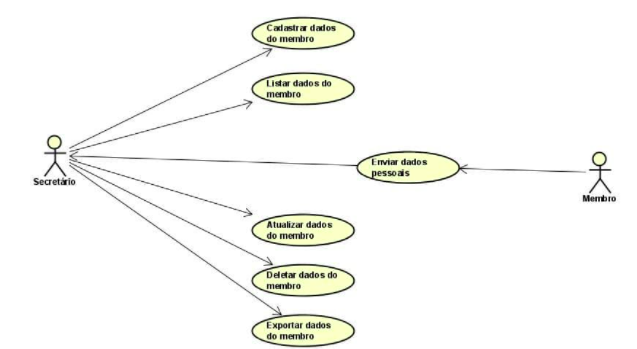 Cadastrar dados
do membro
Listar dados do
membro
Enviar dados
pessoais
Secretário
Membro
Atualizar dados
do membro
Deletar dados do
membro
Exportar dados
do membro